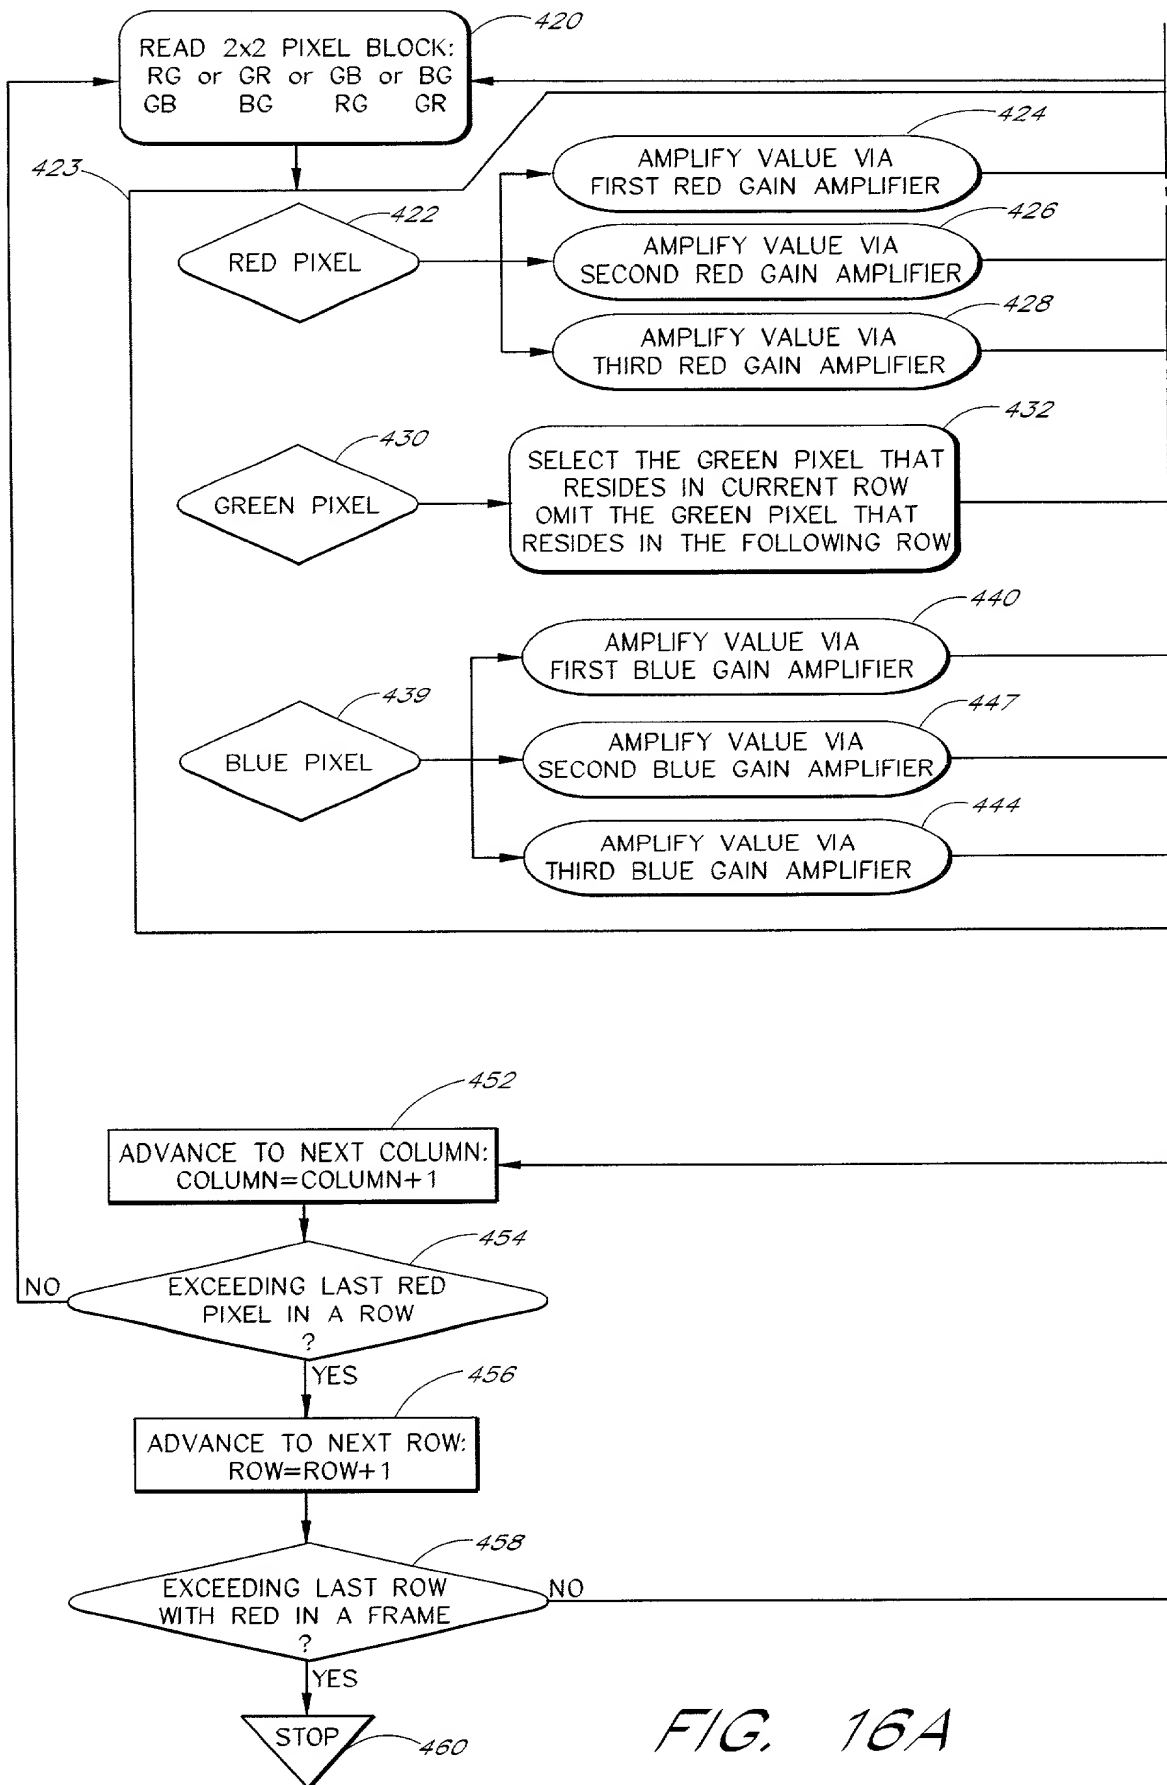 420
READ 2x2 PIXEL BLOCK:
RG or GR or GB or BG
GB BG RG GR
423
424
AMPLIFY VALUE VIA
FIRST RED GAIN AMPLIFIER
422
RED PIXEL
426
AMPLIFY VALUE VIA
SECOND RED GAIN AMPLIFIER
428
AMPLIFY VALUE VIA
THIRD RED GAIN AMPLIFIER
430
GREEN PIXEL
432
SELECT THE GREEN PIXEL THAT
RESIDES IN CURRENT ROW
OMIT THE GREEN PIXEL THAT
RESIDES IN THE FOLLOWING ROW
440
AMPLIFY VALUE VIA
FIRST BLUE GAIN AMPLIFIER
439
BLUE PIXEL
447
AMPLIFY VALUE VIA
SECOND BLUE GAIN AMPLIFIER
444
AMPLIFY VALUE VIA
THIRD BLUE GAIN AMPLIFIER
452
ADVANCE TO NEXT COLUMN:
COLUMN=COLUMN+1
454
EXCEEDING LAST RED
PIXEL IN A ROW
?
NO
YES
456
ADVANCE TO NEXT ROW:
ROW=ROW+1
458
EXCEEDING LAST ROW
WITH RED IN A FRAME
?
NO
YES
STOP
460
FIG. 16A